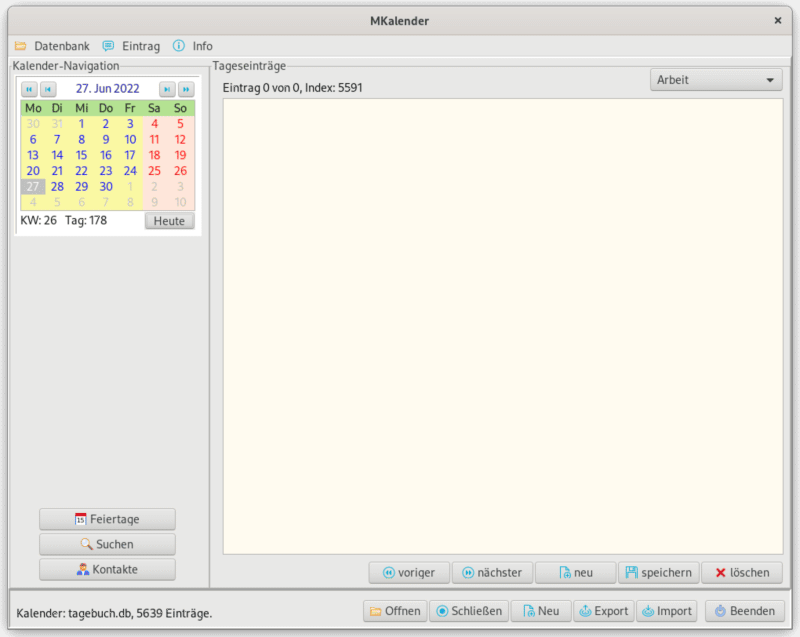 MKalender
Datenbank Eintrag Info
Kalender-Navigation
27. Jun 2022
Mo Di Mi Do Fr Sa So
30 31 1 2 3 4 5
6 7 8 9 10 11 12
13 14 15 16 17 18 19
20 21 22 23 24 25 26
27 28 29 30 1 2 3
4 5 6 7 8 9 10
KW: 26 Tag: 178 Heute
Tageseinträge
Eintrag 0 von 0, Index: 5591
Arbeit
15 Feiertage
Suchen
Kontakte
voriger nächster neu speichern löschen
Kalender: tagebuch.db, 5639 Einträge.
Öffnen Schließen Neu Export Import Beenden